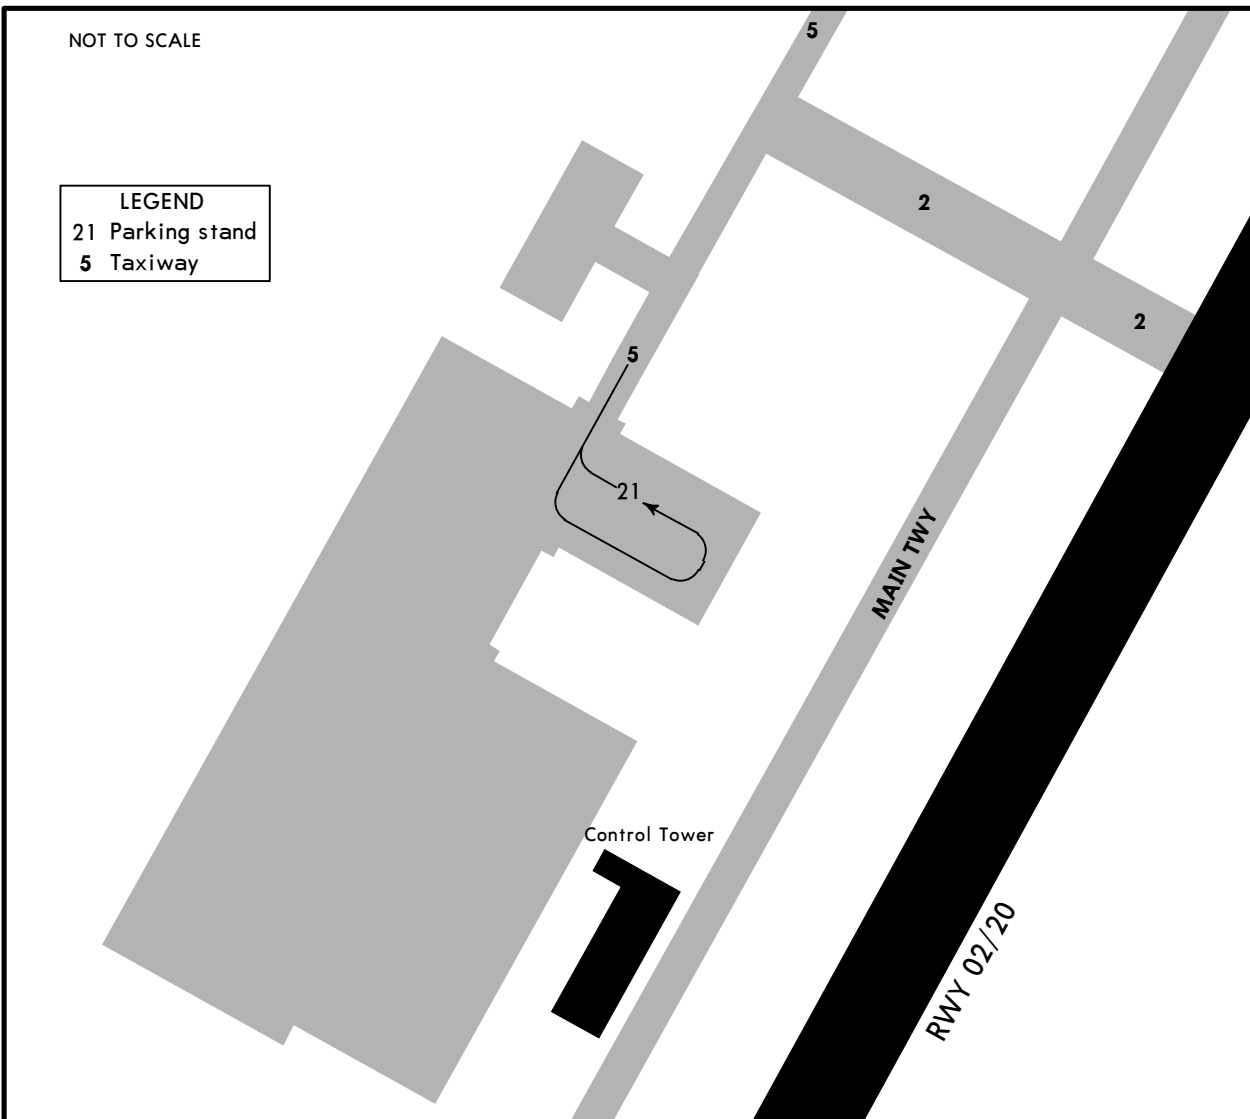 NOT TO SCALE
5
LEGEND
21 Parking stand
5 Taxiway
2
2
5
21
MAIN TWY
Control Tower
RWY 02/20